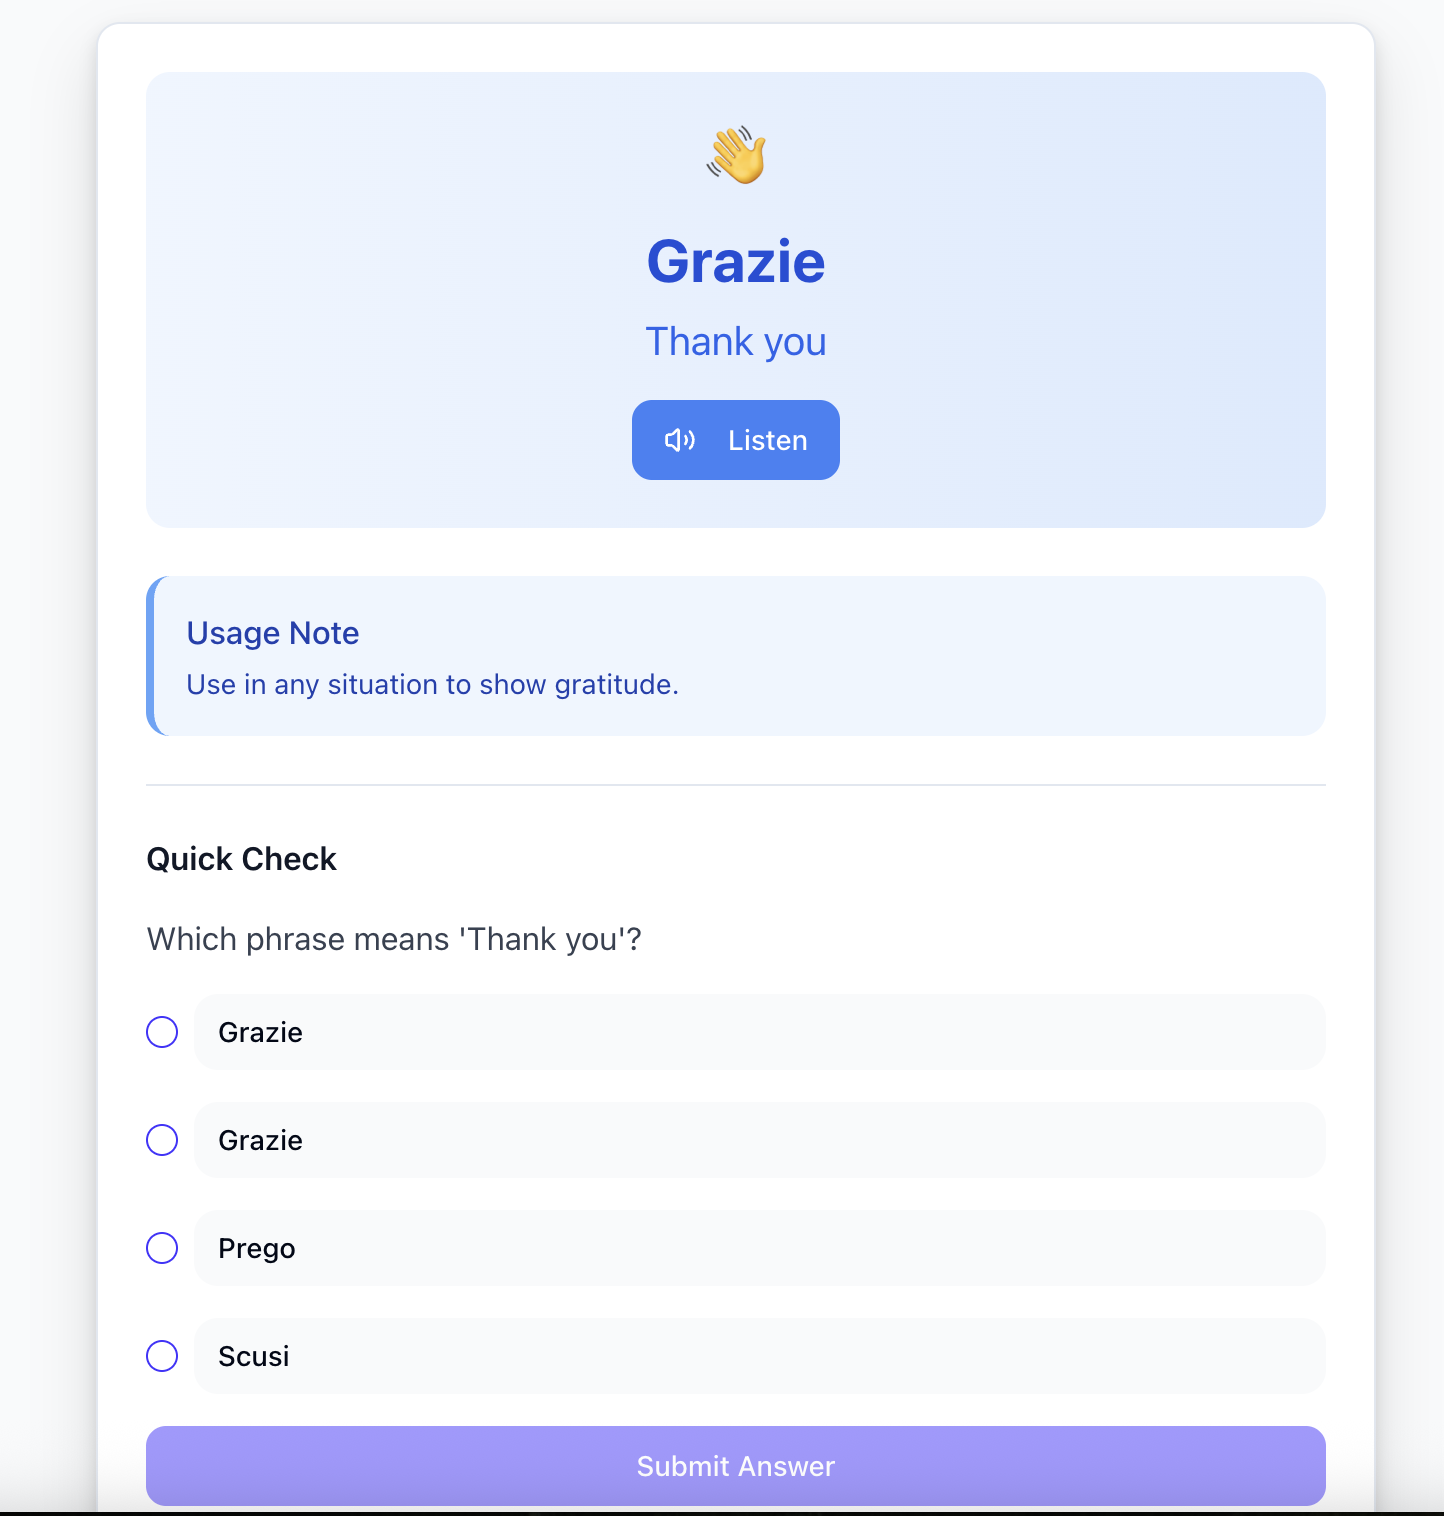 Grazie
Thank you
Listen
Usage Note
Use in any situation to show gratitude.
Quick Check
Which phrase means 'Thank you'?
Grazie
Grazie
Prego
Scusi
Submit Answer